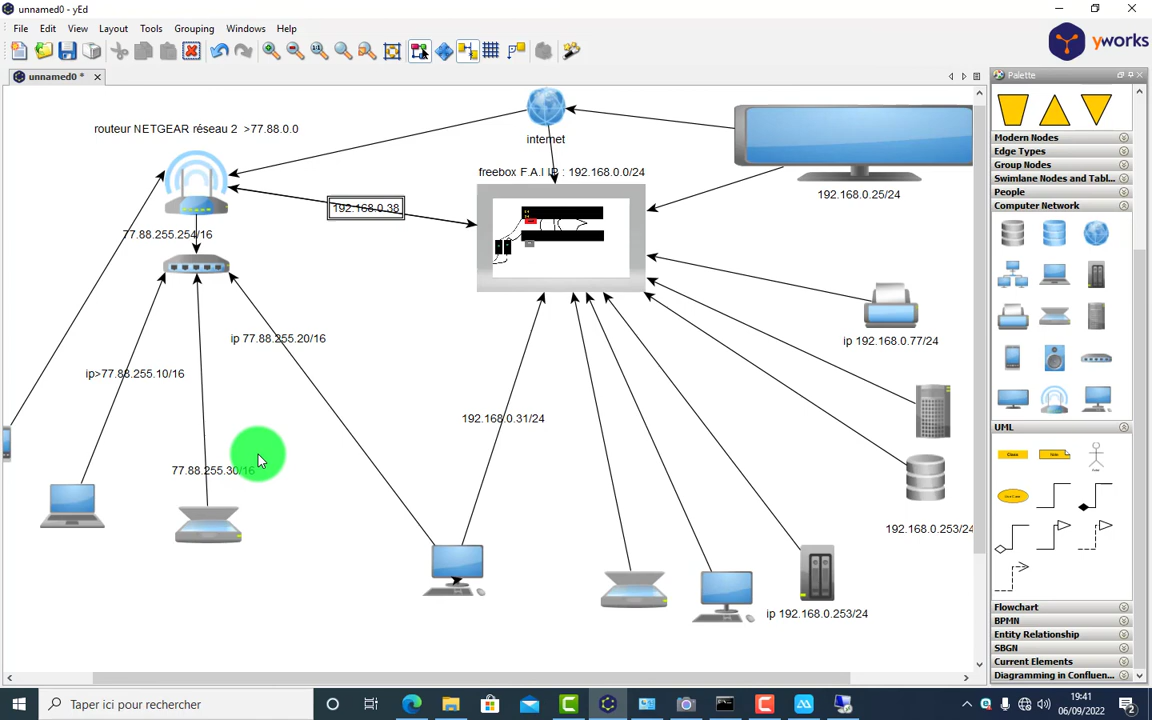 unnamed0 - yEd
File Edit View Layout Tools Grouping Windows Help
yworks
unnamed0 *
Palette
routeur NETGEAR réseau 2 >77.88.0.0
internet
freebox F.A.I IP : 192.168.0.0/24
192.168.0.25/24
192.168.0.38
77.88.255.254/16
ip 77.88.255.20/16
ip>77.88.255.10/16
ip 192.168.0.77/24
192.168.0.31/24
77.88.255.30/16
192.168.0.253/24
ip 192.168.0.253/24
Modern Nodes
Edge Types
Group Nodes
Swimlane Nodes and Tabl...
People
Computer Network
UML
Flowchart
BPMN
Entity Relationship
SBGN
Current Elements
Diagramming in Confluen...
Taper ici pour rechercher
19:41
06/09/2022
2